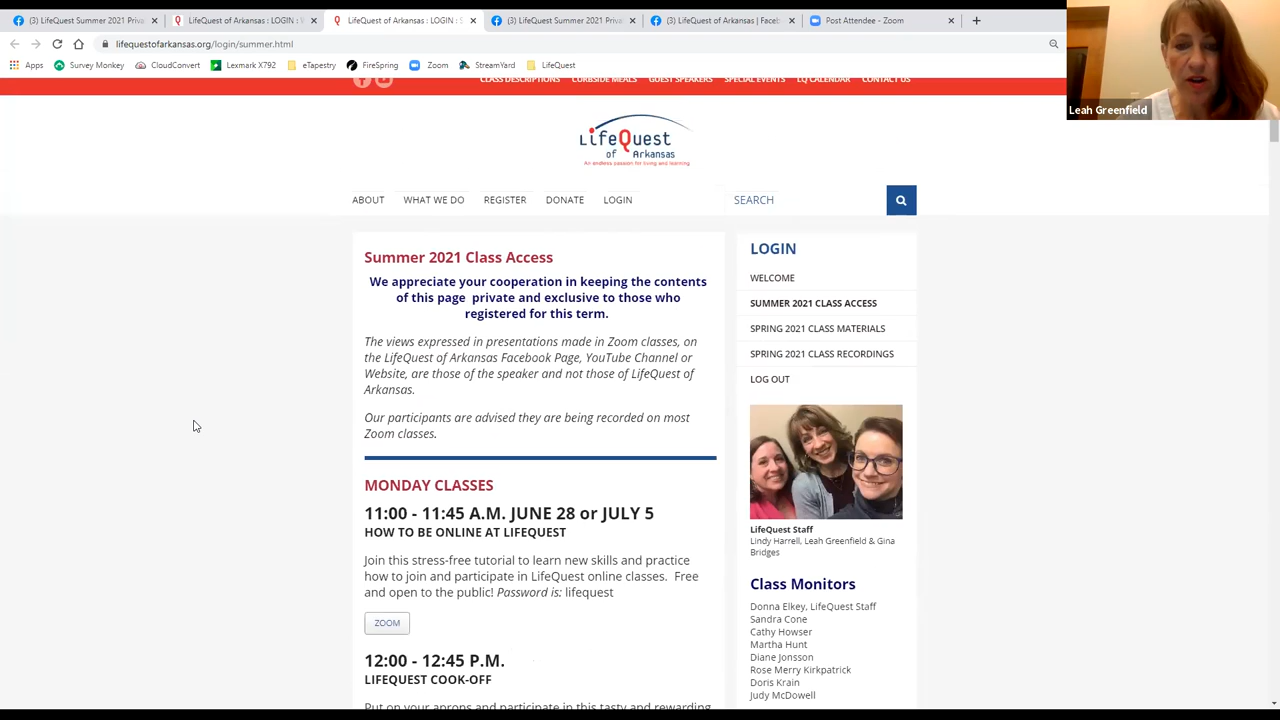 (3) LifeQuest Summer 2021 Priva
LifeQuest of Arkansas : LOGIN : W
LifeQuest of Arkansas : LOGIN : S
(3) LifeQuest Summer 2021 Priva
(3) LifeQuest of Arkansas | Faceb
Post Attendee - Zoom
lifequestofarkansas.org/login/summer.html
Apps Survey Monkey CloudConvert Lexmark X792 eTapestry FireSpring Zoom StreamYard LifeQuest
Leah Greenfield
CLASS DESCRIPTIONS CURBSIDE MEALS GUEST SPEAKERS SPECIAL EVENTS LQ CALENDAR CONTACT US
LifeQuest
of Arkansas
An endless passion for living and learning
ABOUT WHAT WE DO REGISTER DONATE LOGIN SEARCH
Summer 2021 Class Access
We appreciate your cooperation in keeping the contents
of this page private and exclusive to those who
registered for this term.
The views expressed in presentations made in Zoom classes, on
the LifeQuest of Arkansas Facebook Page, YouTube Channel or
Website, are those of the speaker and not those of LifeQuest of
Arkansas.
Our participants are advised they are being recorded on most
Zoom classes.
MONDAY CLASSES
11:00 - 11:45 A.M. JUNE 28 or JULY 5
HOW TO BE ONLINE AT LIFEQUEST
Join this stress-free tutorial to learn new skills and practice
how to join and participate in LifeQuest online classes. Free
and open to the public! Password is: lifequest
ZOOM
12:00 - 12:45 P.M.
LIFEQUEST COOK-OFF
Put on your aprons and participate in this tasty and rewarding
LOGIN
WELCOME
SUMMER 2021 CLASS ACCESS
SPRING 2021 CLASS MATERIALS
SPRING 2021 CLASS RECORDINGS
LOG OUT
LifeQuest Staff
Lindy Harrell, Leah Greenfield & Gina
Bridges
Class Monitors
Donna Elkey, LifeQuest Staff
Sandra Cone
Cathy Howser
Martha Hunt
Diane Jonsson
Rose Merry Kirkpatrick
Doris Krain
Judy McDowell